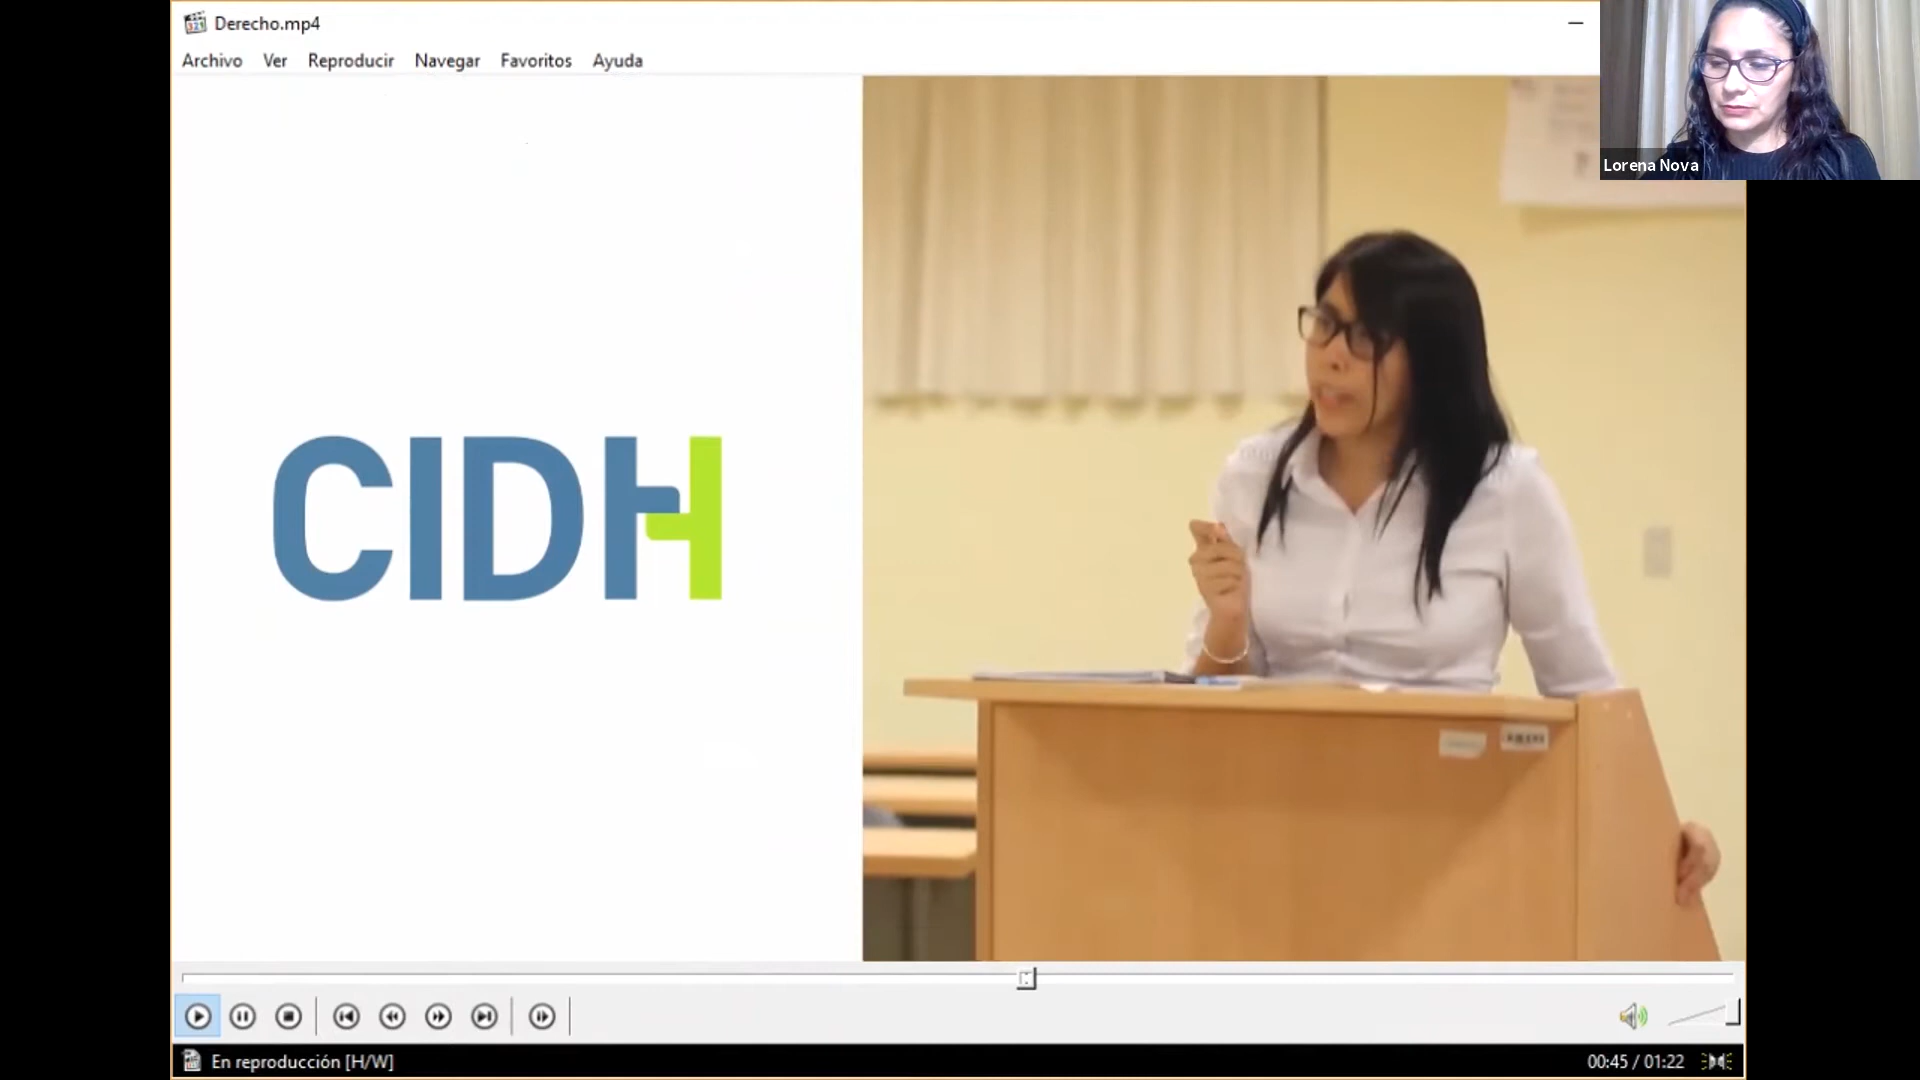 Derecho.mp4
Archivo Ver Reproducir Navegar Favoritos Ayuda
Lorena Nova
CIDH
En reproducción [H/W]
00:45 / 01:22